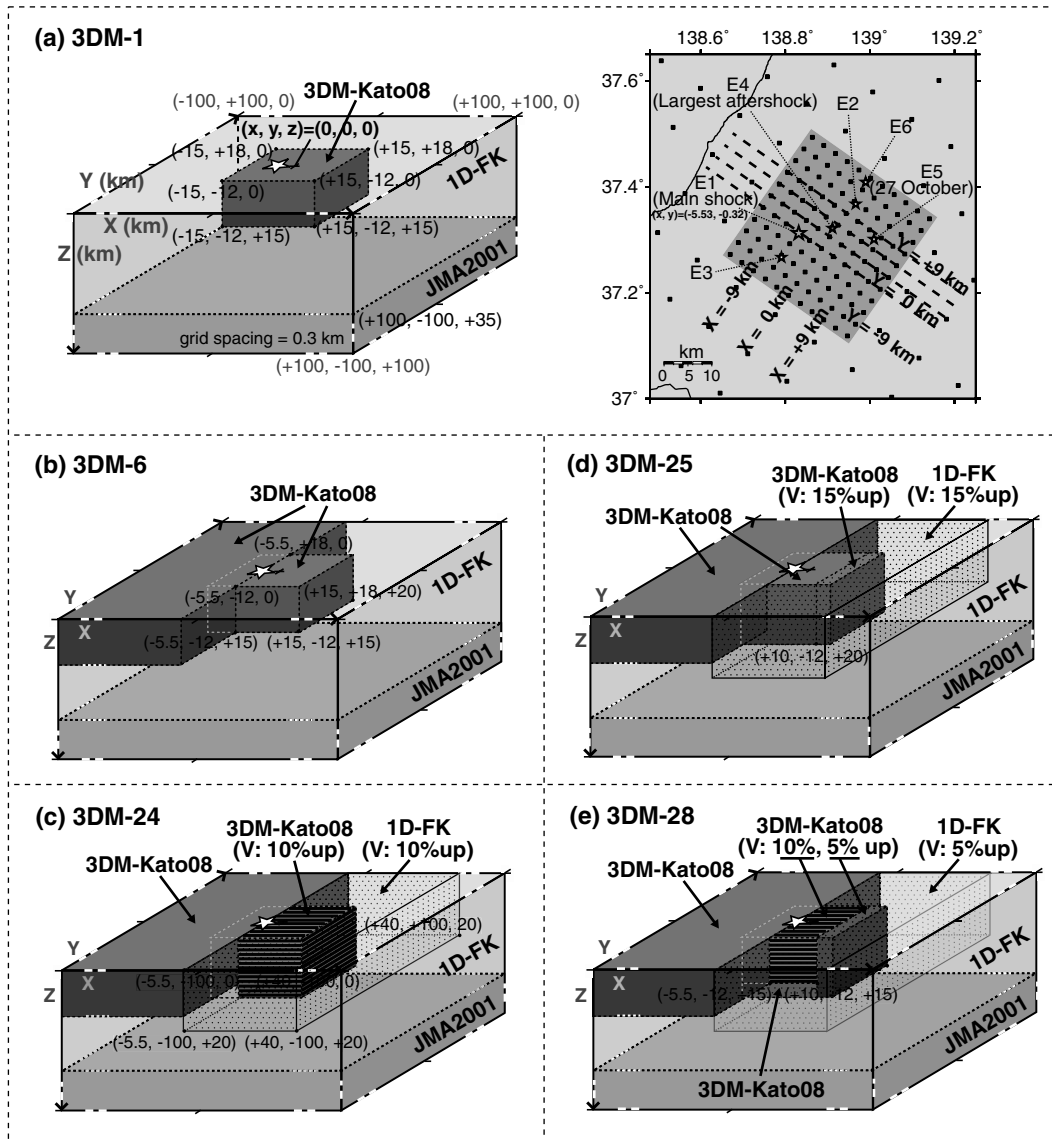 (a) 3DM-1
3DM-Kato08
(-100, +100, 0)
(+100, +100, 0)
(x, y, z)=(0, 0, 0)
(-15, +18, 0)
(+15, +18, 0)
Y (km)
(-15, -12, 0)
(+15, -12, 0)
1D-FK
X (km)
Z (km)
(-15, -12, +15)
(+15, -12, +15)
JMA2001
(+100, -100, +35)
grid spacing = 0.3 km
(+100, -100, +100)
138.6˚ 138.8˚ 139˚ 139.2˚
37.6˚
37.4˚
37.2˚
37˚
E4
(Largest aftershock)
E2
E6
E1
(Main shock)
(x, y)=(-5.53, -0.32)
E5
(27 October)
E3
Y = +9 km
Y = 0 km
Y = -9 km
X = -9 km
X = 0 km
X = +9 km
km
0 5 10
(b) 3DM-6
3DM-Kato08
(-5.5, +18, 0)
(-5.5, -12, 0)
(+15, +18, +20)
1D-FK
Y
X
Z
(-5.5, -12, +15) (+15, -12, +15)
JMA2001
(d) 3DM-25
3DM-Kato08
(V: 15%up)
1D-FK
(V: 15%up)
3DM-Kato08
1D-FK
Y
X
Z
(+10, -12, +20)
JMA2001
(c) 3DM-24
3DM-Kato08
(V: 10%up)
1D-FK
(V: 10%up)
3DM-Kato08
(+40, +100, 20)
1D-FK
Y
X
Z
(-5.5, -100, 0)
(-5.5, -100, +20) (+40, -100, +20)
JMA2001
(e) 3DM-28
3DM-Kato08
(V: 10%, 5% up)
1D-FK
(V: 5%up)
3DM-Kato08
1D-FK
Y
X
Z
(-5.5, -12, +15) (+10, -12, +15)
JMA2001
3DM-Kato08